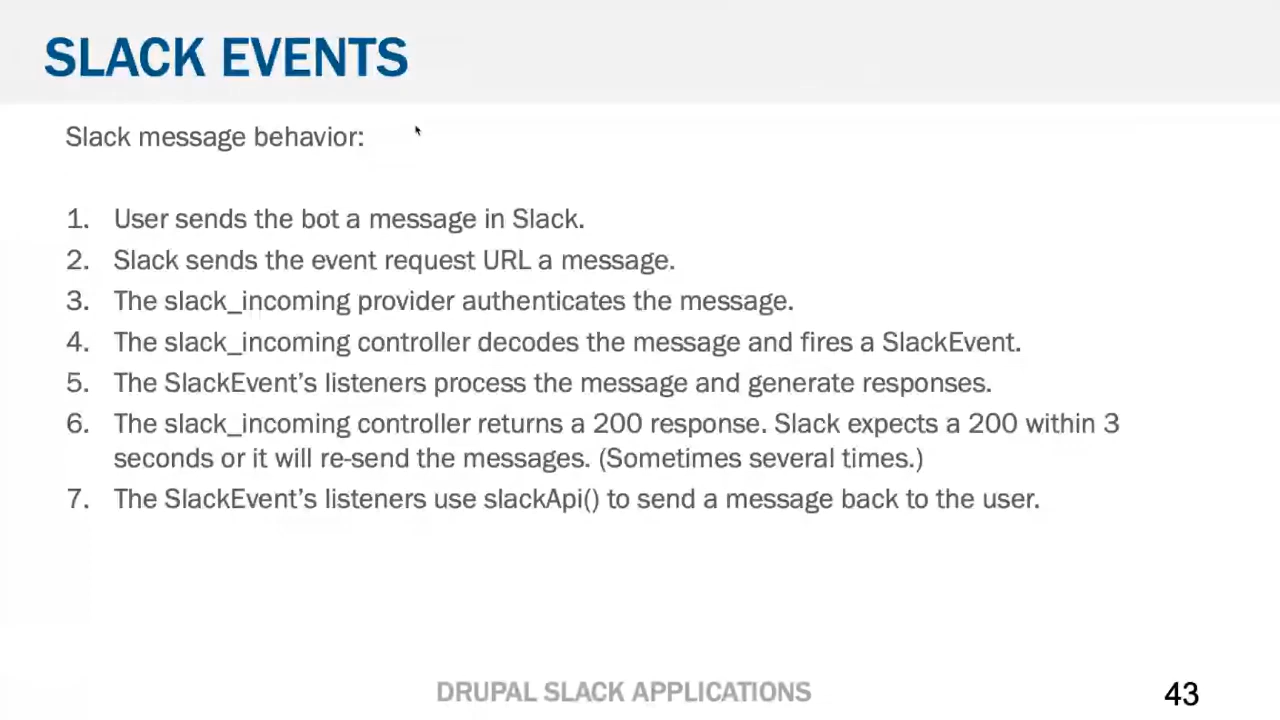 SLACK EVENTS
Slack message behavior:
1. User sends the bot a message in Slack.
2. Slack sends the event request URL a message.
3. The slack_incoming provider authenticates the message.
4. The slack_incoming controller decodes the message and fires a SlackEvent.
5. The SlackEvent’s listeners process the message and generate responses.
6. The slack_incoming controller returns a 200 response. Slack expects a 200 within 3
seconds or it will re-send the messages. (Sometimes several times.)
7. The SlackEvent’s listeners use slackApi() to send a message back to the user.
DRUPAL SLACK APPLICATIONS
43